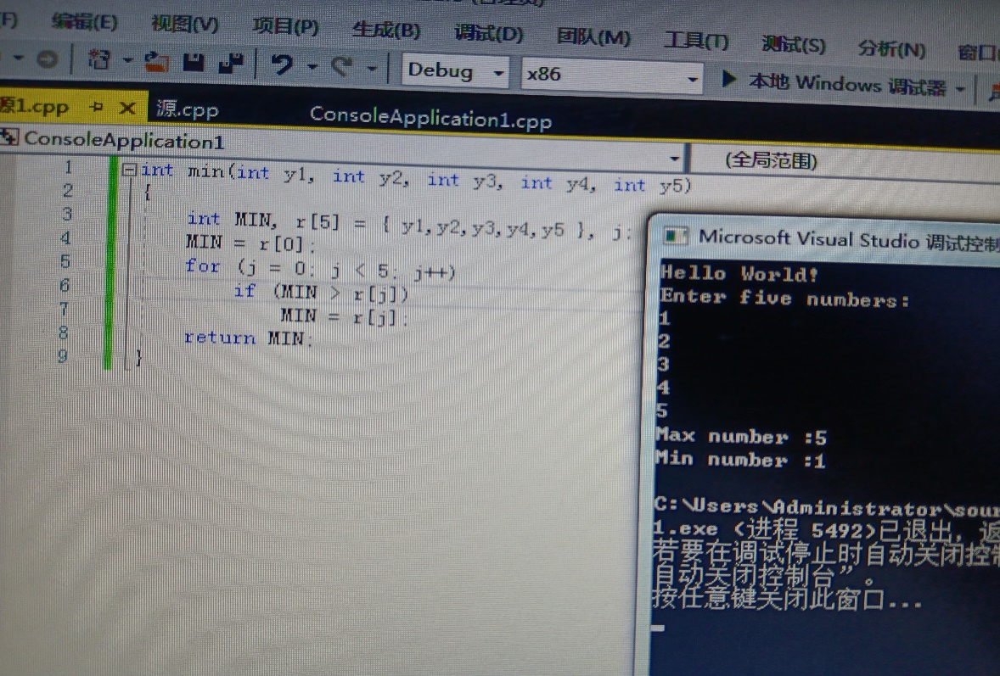 编辑(E) 视图(V) 项目(P) 生成(B) 调试(D) 团队(M) 工具(T) 测试(S) 分析(N) 窗口
Debug x86 本地 Windows 调试器
源1.cpp 源.cpp ConsoleApplication1.cpp
ConsoleApplication1 (全局范围)
1 int min(int y1, int y2, int y3, int y4, int y5)
2 {
3 int MIN, r[5] = { y1,y2,y3,y4,y5 }, j;
4 MIN = r[0];
5 for (j = 0; j < 5; j++)
6 if (MIN > r[j])
7 MIN = r[j];
8 return MIN;
9 }
Microsoft Visual Studio 调试控制
Hello World!
Enter five numbers:
1
2
3
4
5
Max number :5
Min number :1
C:\Users\Administrator\sour
1.exe (进程 5492)已退出，返
若要在调试停止时自动关闭控制
自动关闭控制台”。
按任意键关闭此窗口...